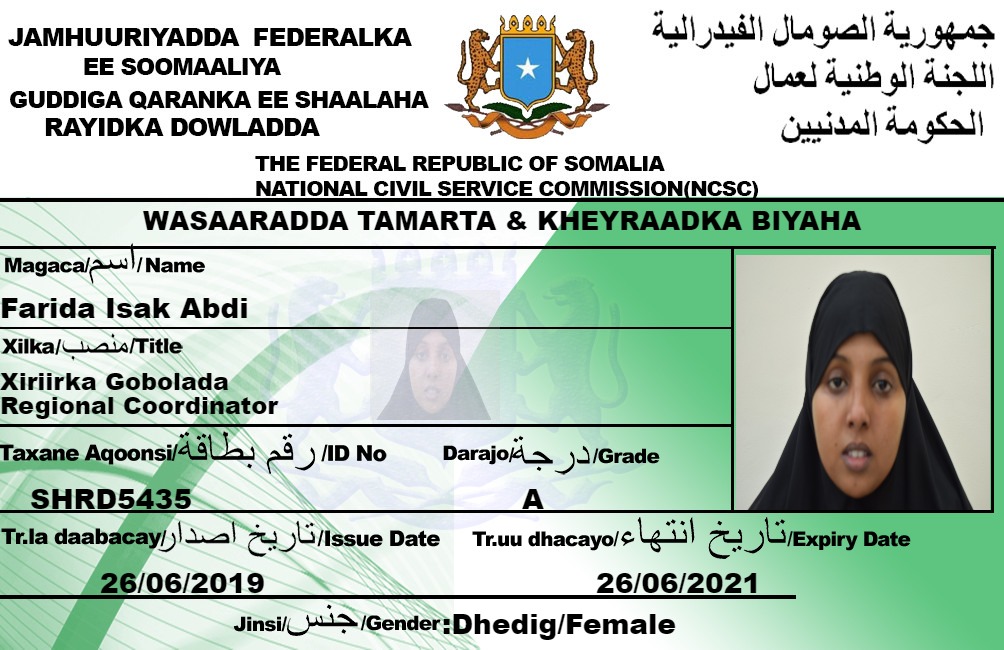 JAMHUURIYADDA FEDERALKA
EE SOOMAALIYA
GUDDIGA QARANKA EE SHAALAHA
RAYIDKA DOWLADDA
جمهورية الصومال الفيدرالية
اللجنة الوطنية لعمال
الحكومة المدنيين
THE FEDERAL REPUBLIC OF SOMALIA
NATIONAL CIVIL SERVICE COMMISSION(NCSC)
WASAARADDA TAMARTA & KHEYRAADKA BIYAHA
Magaca/اسم/Name
Farida Isak Abdi
Xilka/منصب/Title
Xiriirka Gobolada
Regional Coordinator
Taxane Aqoonsi/رقم بطاقة/ID No
Darajo/درجة/Grade
SHRD5435
A
Tr.la daabacay/تاريخ اصدار/Issue Date
Tr.uu dhacayo/تاريخ انتهاء/Expiry Date
26/06/2019
26/06/2021
Jinsi/جنس/Gender:Dhedig/Female